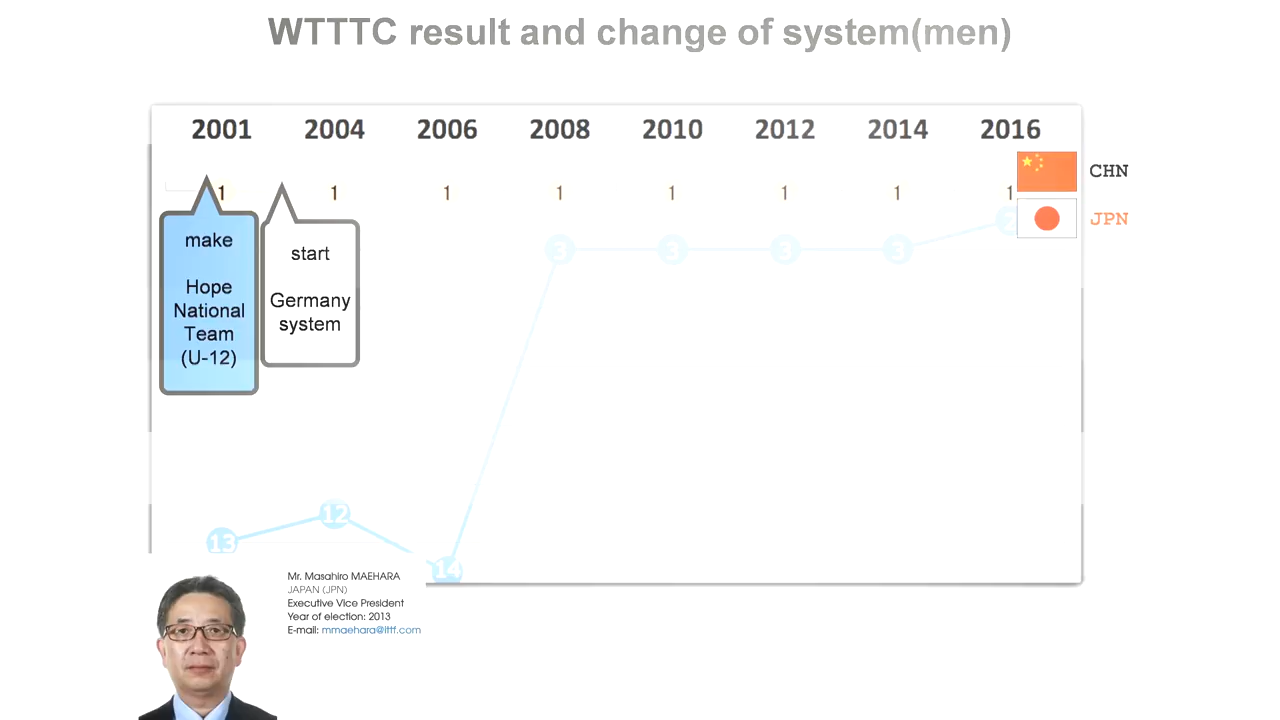 WTTTC result and change of system(men)
2001 2004 2006 2008 2010 2012 2014 2016
CHN
1 1 1 1 1 1 1 1
JPN
make
Hope
National
Team
(U-12)
start
Germany
system
3 3 3 3 2
13 12 14
Mr. Masahiro MAEHARA
JAPAN (JPN)
Executive Vice President
Year of election: 2013
E-mail: mmaehara@ittf.com